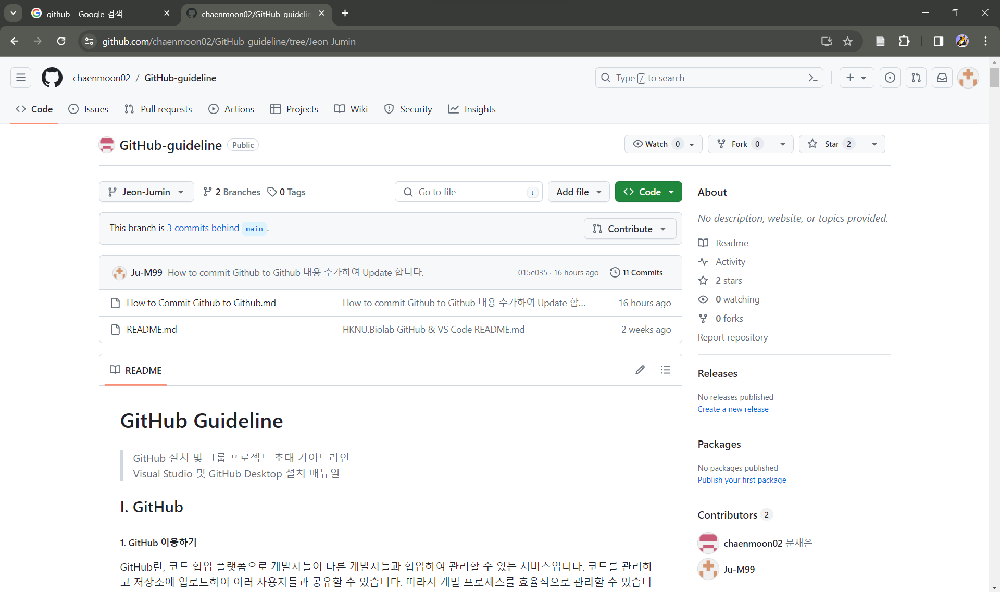 github - Google 검색
chaenmoon02/GitHub-guidelin
github.com/chaenmoon02/GitHub-guideline/tree/Jeon-Jumin
chaenmoon02 / GitHub-guideline
Type / to search
Code
Issues
Pull requests
Actions
Projects
Wiki
Security
Insights
GitHub-guideline Public
Watch 0
Fork 0
Star 2
Jeon-Jumin
2 Branches
0 Tags
Go to file t
Add file
Code
This branch is 3 commits behind main .
Contribute
Ju-M99 How to commit Github to Github 내용 추가하여 Update 합니다. 015e035 · 16 hours ago 11 Commits
How to Commit Github to Github.md How to commit Github to Github 내용 추가하여 Update 합... 16 hours ago
README.md HKNU.Biolab GitHub & VS Code README.md 2 weeks ago
README
GitHub Guideline
GitHub 설치 및 그룹 프로젝트 초대 가이드라인
Visual Studio 및 GitHub Desktop 설치 매뉴얼
I. GitHub
1. GitHub 이용하기
GitHub란, 코드 협업 플랫폼으로 개발자들이 다른 개발자들과 협업하여 관리할 수 있는 서비스입니다. 코드를 관리하
고 저장소에 업로드하여 여러 사용자들과 공유할 수 있습니다. 따라서 개발 프로세스를 효율적으로 관리할 수 있습니
About
No description, website, or topics provided.
Readme
Activity
2 stars
0 watching
0 forks
Report repository
Releases
No releases published
Create a new release
Packages
No packages published
Publish your first package
Contributors 2
chaenmoon02 문채은
Ju-M99